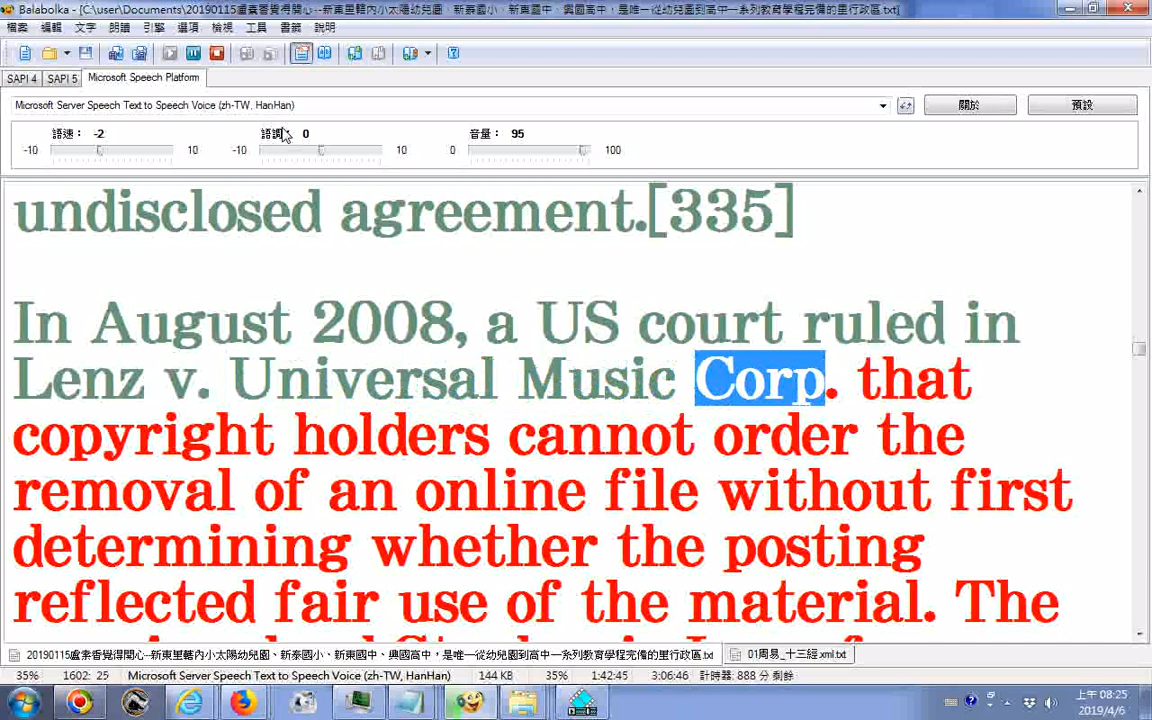 Balabolka - [C:\user\Documents\20190115盧素香覺得開心--新東里轄內小太陽幼兒園、新泰國小、新東國中、興國高中，是唯一從幼兒園到高中一系列教育學程完備的里行政區.txt]
檔案 編輯 文字 朗讀 引擎 選項 檢視 工具 書籤 說明
SAPI 4 SAPI 5 Microsoft Speech Platform
Microsoft Server Speech Text to Speech Voice (zh-TW, HanHan) 關於 預設
語速： -2 語調： 0 音量： 95
-10 10 -10 10 0 100
undisclosed agreement.[335]
In August 2008, a US court ruled in
Lenz v. Universal Music Corp. that
copyright holders cannot order the
removal of an online file without first
determining whether the posting
reflected fair use of the material. The
20190115盧素香覺得開心--新東里轄內小太陽幼兒園、新泰國小、新東國中、興國高中，是唯一從幼兒園到高中一系列教育學程完備的里行政區.txt 01周易_十三經.xml.txt
35% 1602: 25 Microsoft Server Speech Text to Speech Voice (zh-TW, HanHan) 144 KB 35% 1:42:45 3:06:46 計時器: 888 分 剩餘
上午 08:25
2019/4/6